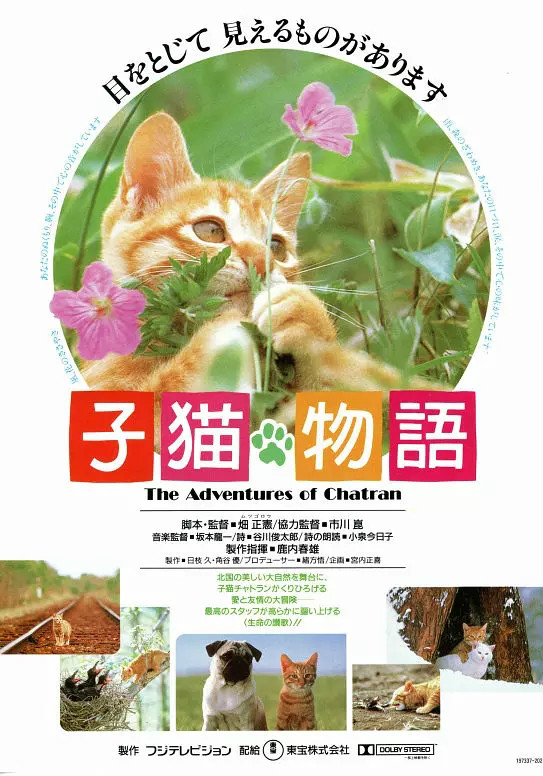 目をとじて 見えるものがあります
子猫物語
The Adventures of Chatran
ムツゴロウ
脚本・監督■畑 正憲/協力監督■市川 崑
音楽監督■坂本龍一/詩■谷川俊太郎/詩の朗読■小泉今日子
製作指揮■鹿内春雄
製作■日枝 久・角谷 優/プロデューサー■緒方 悟/企画■宮内正喜
北国の美しい大自然を舞台に、
子猫チャトランがくりひろげる
愛と友情の大冒険──
最高のスタッフが高らかに謳い上げる
〈生命の讃歌〉!!
製作 フジテレビジョン 配給 東宝株式会社 DOLBY STEREO
197337-203